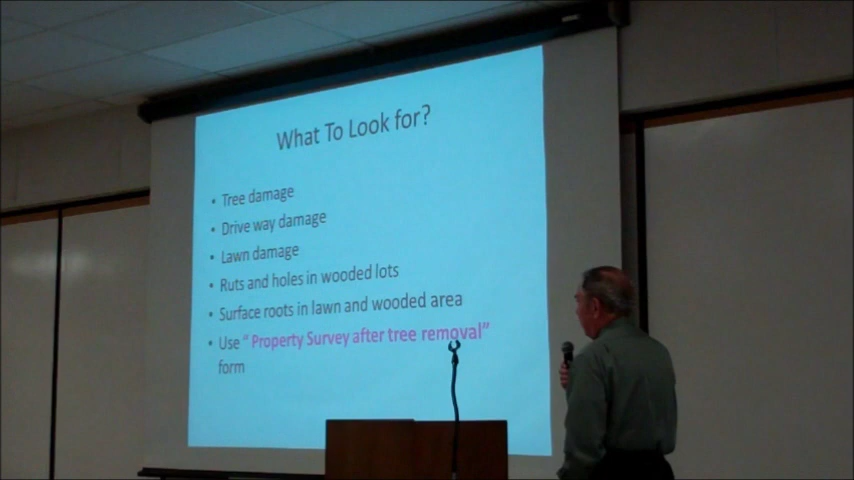 What To Look for?
• Tree damage
• Drive way damage
• Lawn damage
• Ruts and holes in wooded lots
• Surface roots in lawn and wooded area
• Use “ Property Survey after tree removal”
form